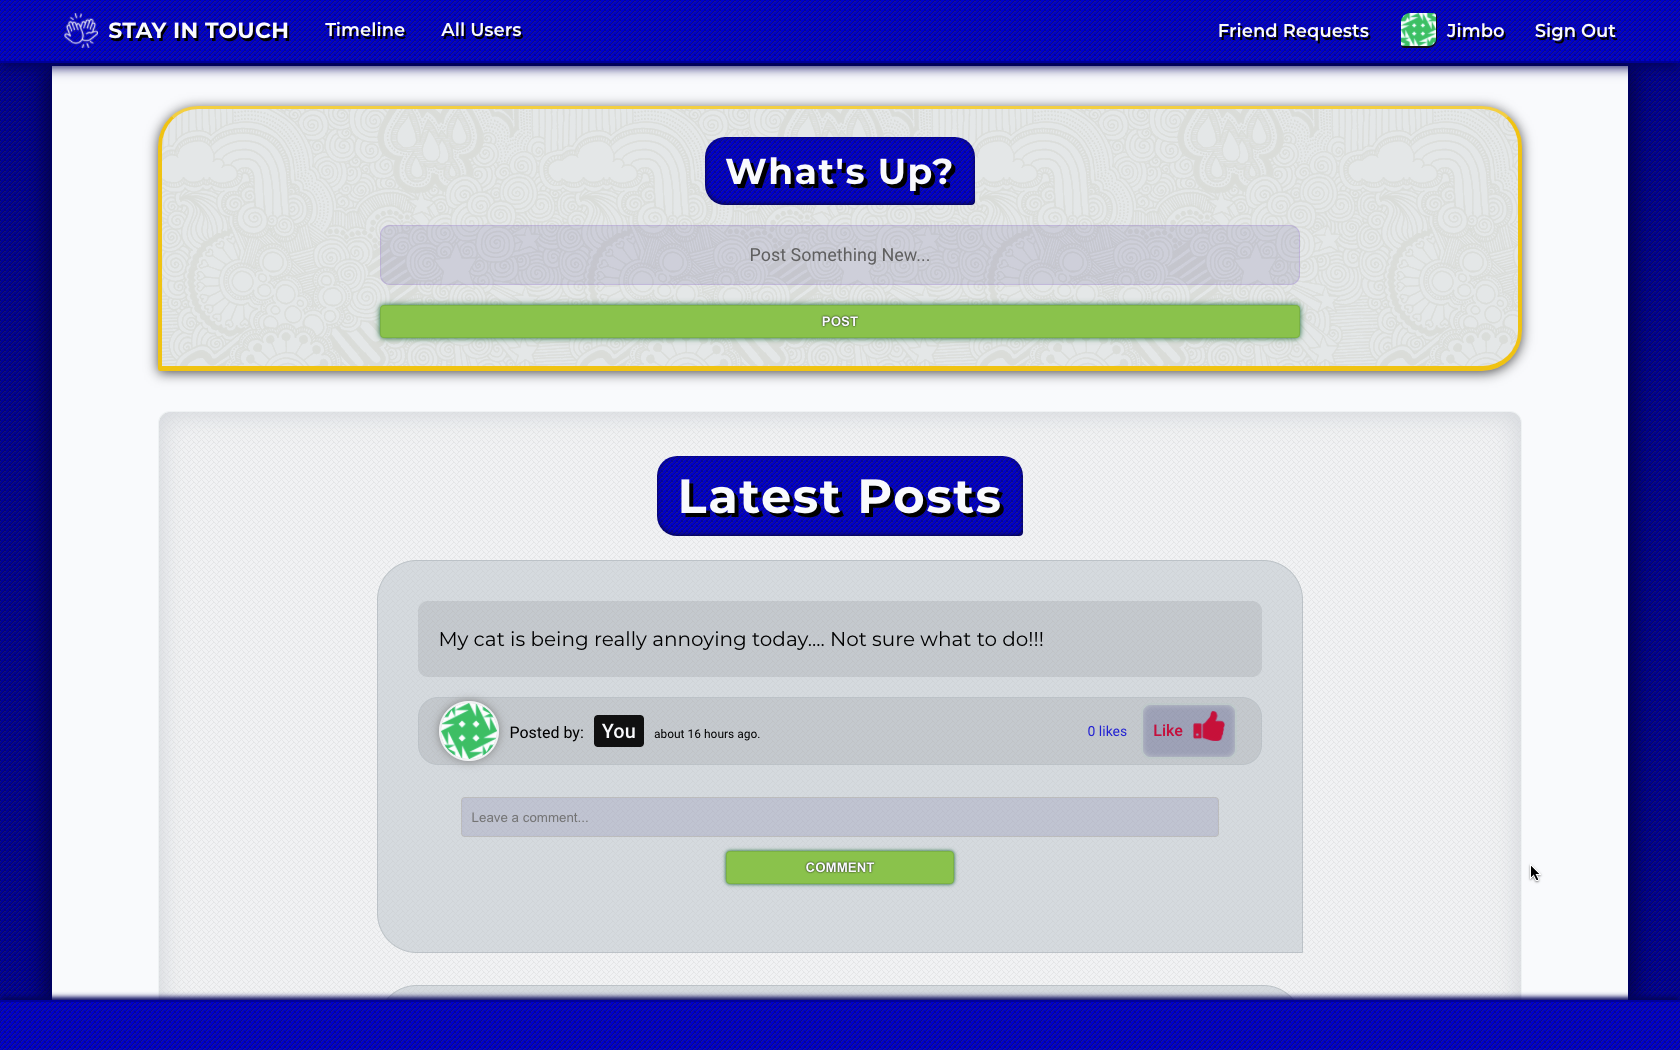 STAY IN TOUCH Timeline All Users Friend Requests Jimbo Sign Out
What's Up?
Post Something New...
POST
Latest Posts
My cat is being really annoying today.... Not sure what to do!!!
Posted by: You about 16 hours ago. 0 likes Like
Leave a comment...
COMMENT